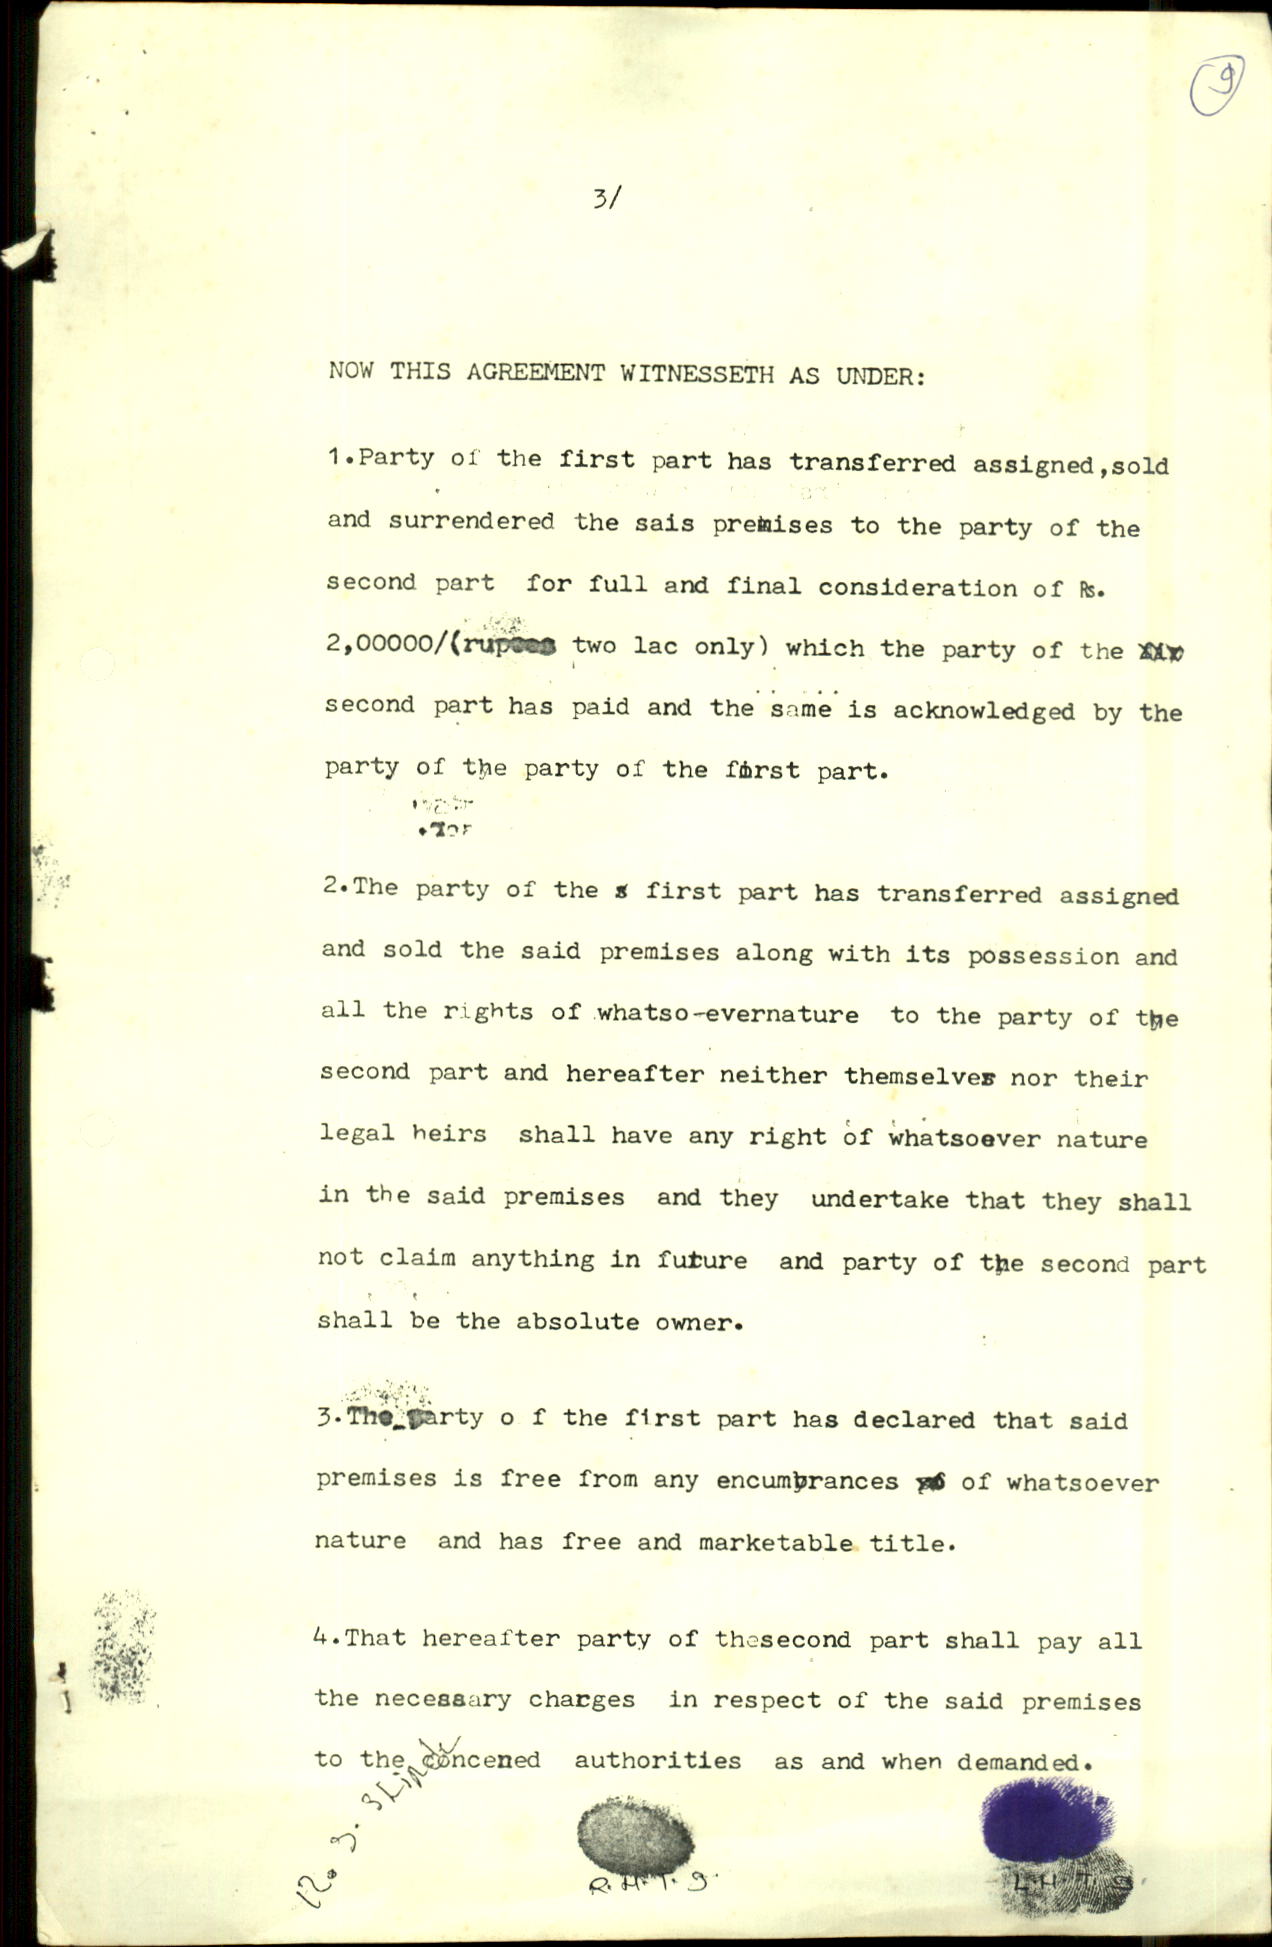 9
3/
NOW THIS AGREEMENT WITNESSETH AS UNDER:
1.Party of the first part has transferred assigned,sold
and surrendered the sais premises to the party of the
second part for full and final consideration of Rs.
2,00000/(rupees two lac only) which the party of the
second part has paid and the same is acknowledged by the
party of the party of the first part.
2.The party of the s first part has transferred assigned
and sold the said premises along with its possession and
all the rights of whatso-evernature to the party of the
second part and hereafter neither themselves nor their
legal heirs shall have any right of whatsoever nature
in the said premises and they undertake that they shall
not claim anything in future and party of the second part
shall be the absolute owner.
3.The party o f the first part has declared that said
premises is free from any encumbrances of whatsoever
nature and has free and marketable title.
4.That hereafter party of thesecond part shall pay all
the necessary charges in respect of the said premises
to the concened authorities as and when demanded.
R.H.T.S.
L.H.T.S